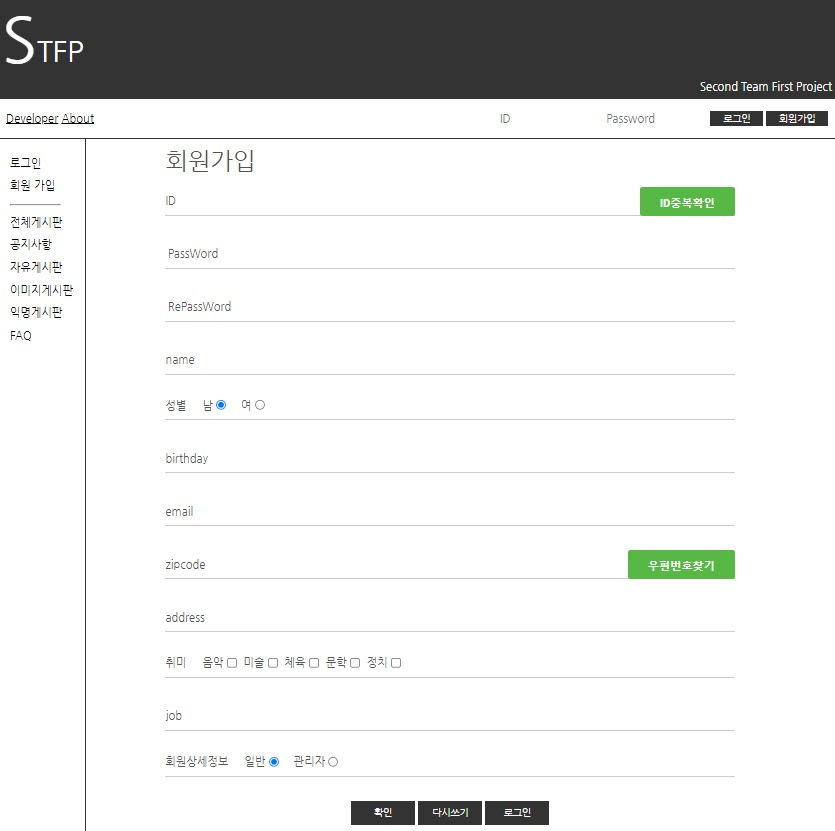 STFP
Second Team First Project
Developer About ID Password 로그인 회원가입
로그인
회원 가입
전체게시판
공지사항
자유게시판
이미지게시판
익명게시판
FAQ
회원가입
ID ID중복확인
PassWord
RePassWord
name
성별 남 여
birthday
email
zipcode 우편번호찾기
address
취미 음악 미술 체육 문학 정치
job
회원상세정보 일반 관리자
확인 다시쓰기 로그인